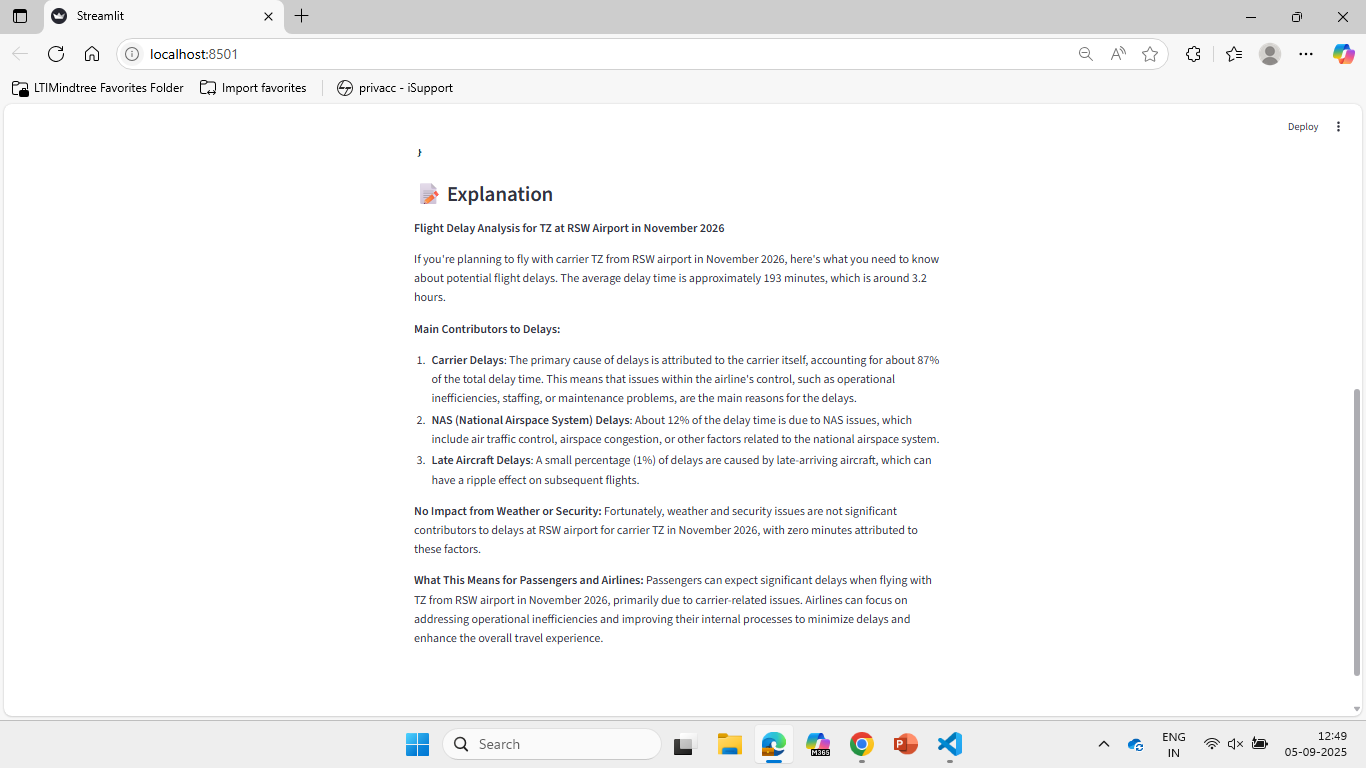 Streamlit
localhost:8501
LTIMindtree Favorites Folder
Import favorites
privacc - iSupport
Deploy
}
Explanation
Flight Delay Analysis for TZ at RSW Airport in November 2026
If you're planning to fly with carrier TZ from RSW airport in November 2026, here's what you need to know
about potential flight delays. The average delay time is approximately 193 minutes, which is around 3.2
hours.
Main Contributors to Delays:
1. Carrier Delays: The primary cause of delays is attributed to the carrier itself, accounting for about 87%
of the total delay time. This means that issues within the airline's control, such as operational
inefficiencies, staffing, or maintenance problems, are the main reasons for the delays.
2. NAS (National Airspace System) Delays: About 12% of the delay time is due to NAS issues, which
include air traffic control, airspace congestion, or other factors related to the national airspace system.
3. Late Aircraft Delays: A small percentage (1%) of delays are caused by late-arriving aircraft, which can
have a ripple effect on subsequent flights.
No Impact from Weather or Security: Fortunately, weather and security issues are not significant
contributors to delays at RSW airport for carrier TZ in November 2026, with zero minutes attributed to
these factors.
What This Means for Passengers and Airlines: Passengers can expect significant delays when flying with
TZ from RSW airport in November 2026, primarily due to carrier-related issues. Airlines can focus on
addressing operational inefficiencies and improving their internal processes to minimize delays and
enhance the overall travel experience.
Search
M365
P
ENG
IN
12:49
05-09-2025